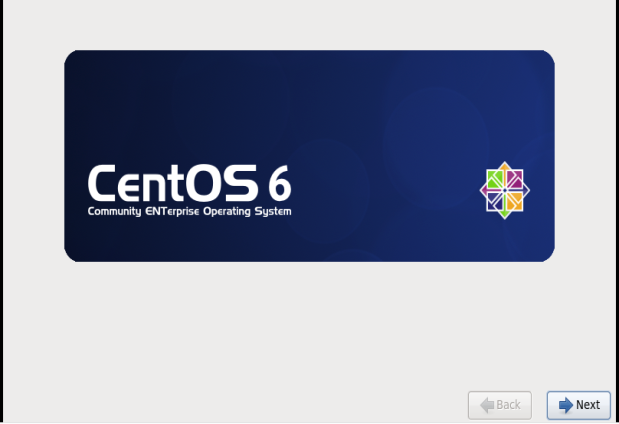 CentOS 6
Community ENTerprise Operating System
Back
Next